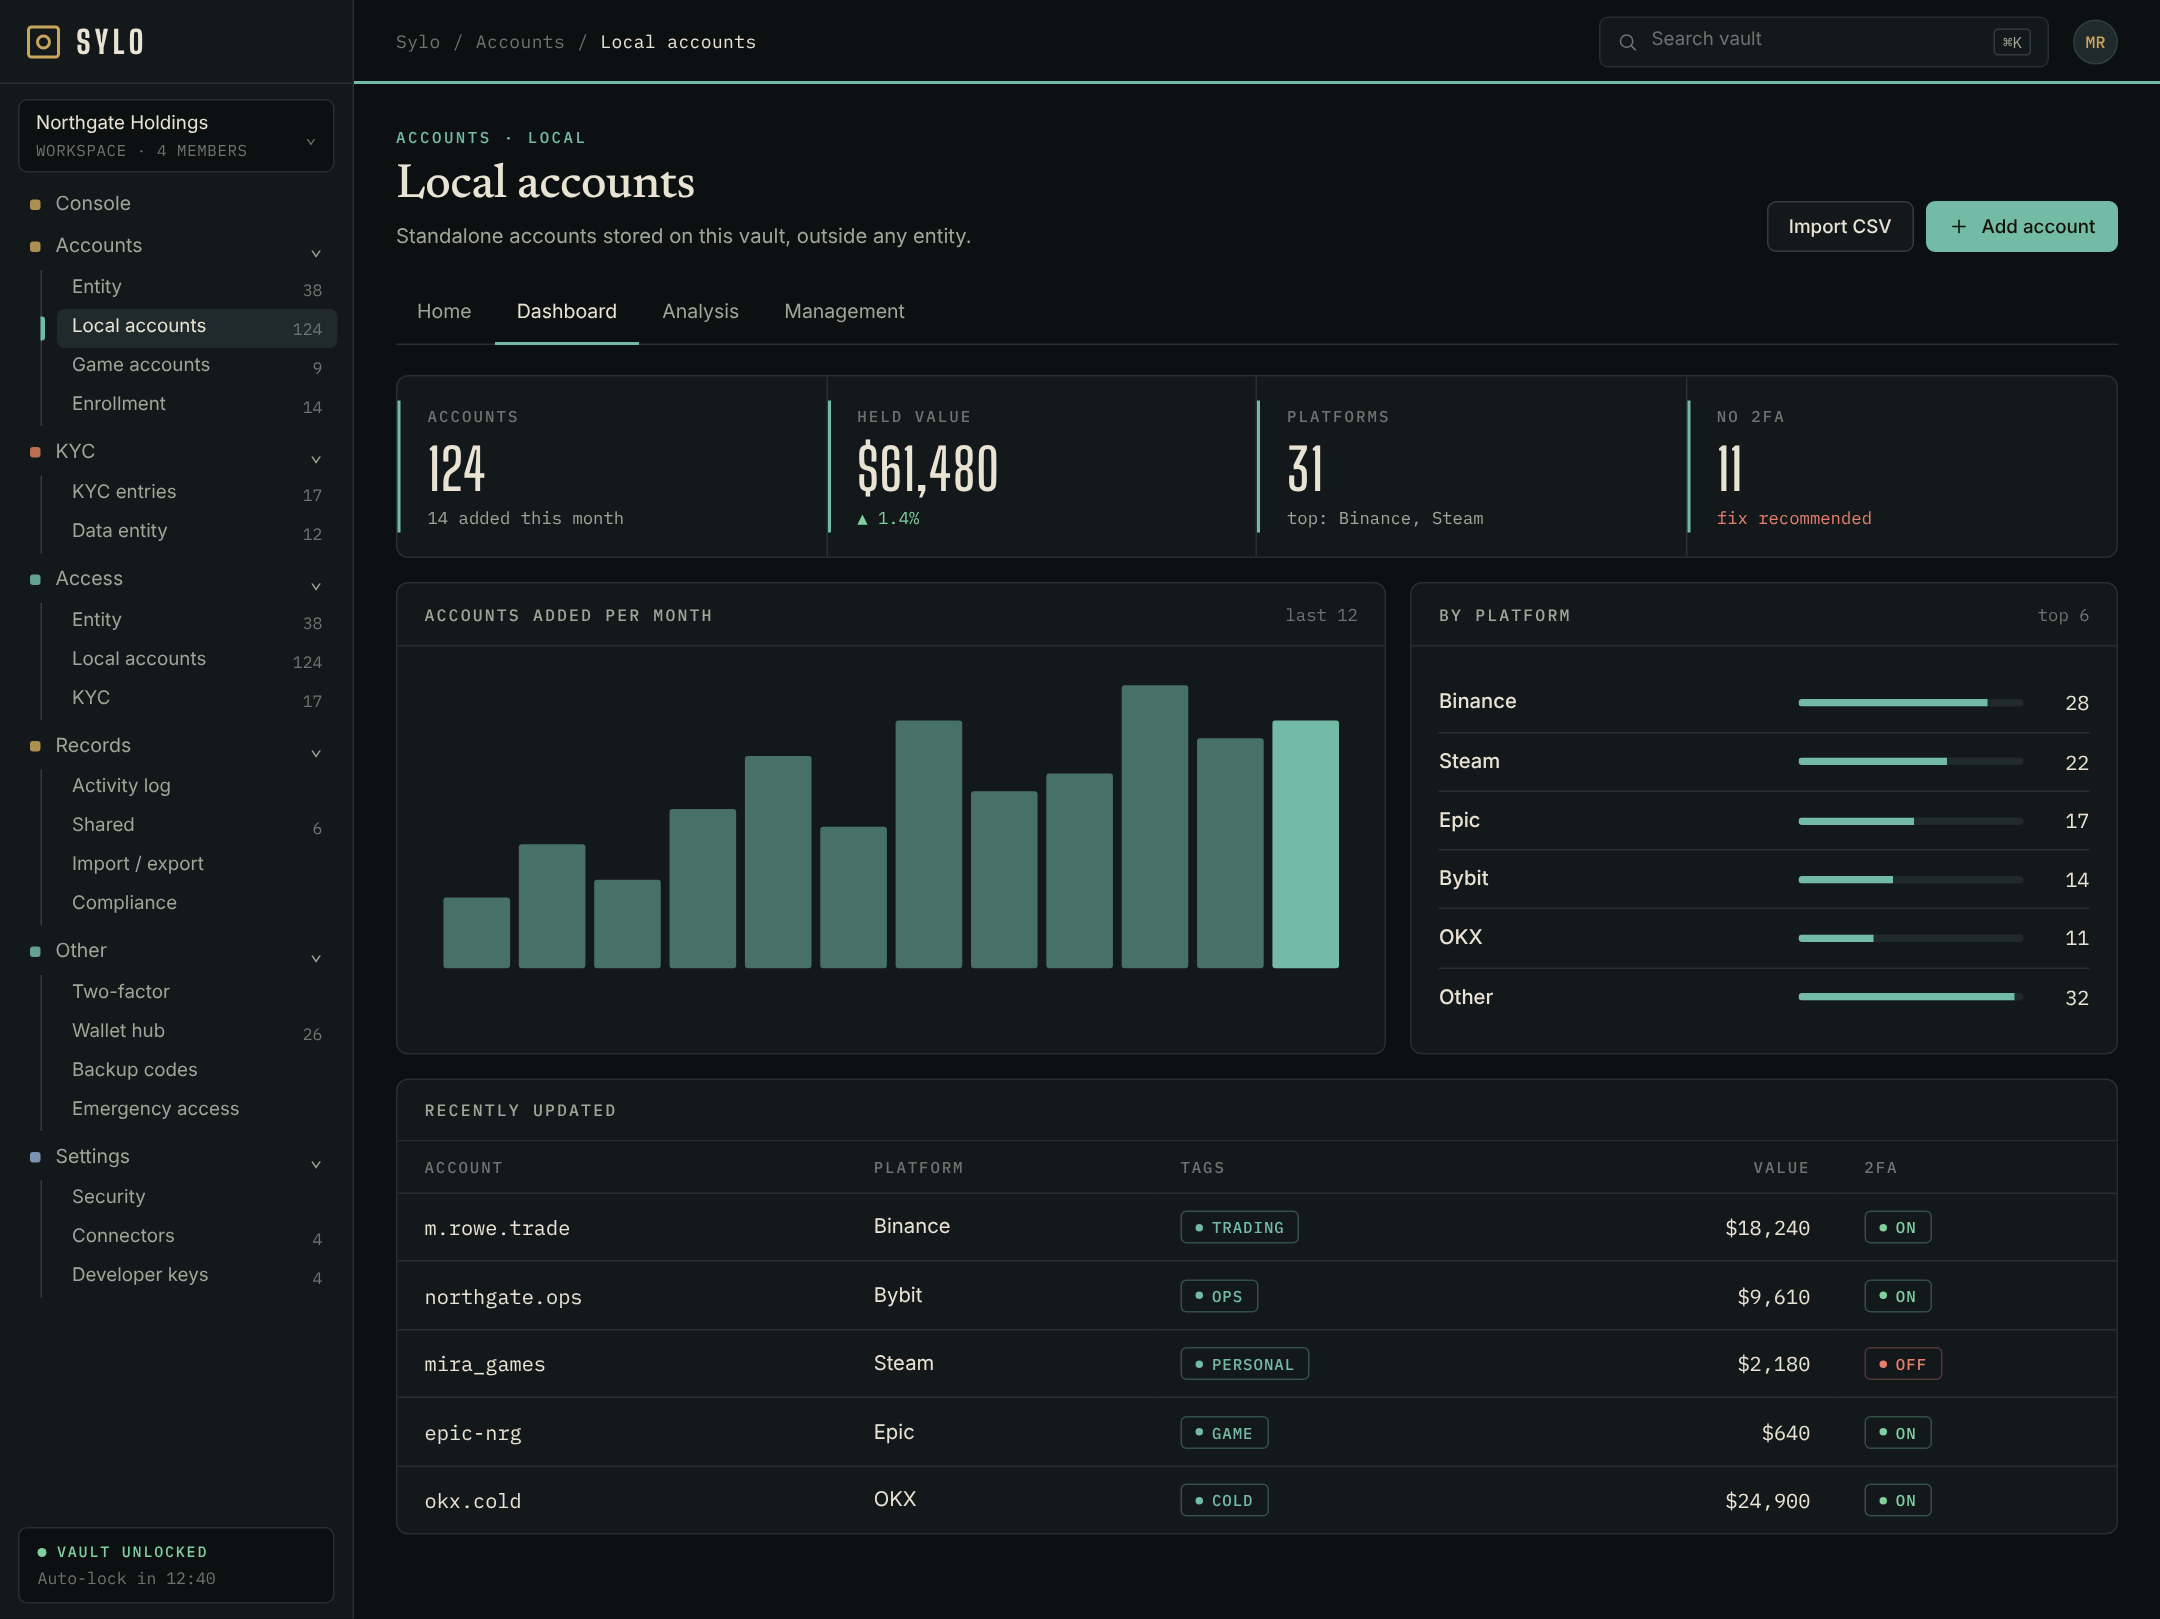 SYLO
Sylo / Accounts / Local accounts
Search vault
⌘K
MR
Northgate Holdings
WORKSPACE · 4 MEMBERS
Console
Accounts
Entity 38
Local accounts 124
Game accounts 9
Enrollment 14
KYC
KYC entries 17
Data entity 12
Access
Entity 38
Local accounts 124
KYC 17
Records
Activity log
Shared 6
Import / export
Compliance
Other
Two-factor
Wallet hub 26
Backup codes
Emergency access
Settings
Security
Connectors 4
Developer keys 4
VAULT UNLOCKED
Auto-lock in 12:40
ACCOUNTS · LOCAL
Local accounts
Standalone accounts stored on this vault, outside any entity.
Import CSV
+ Add account
Home Dashboard Analysis Management
ACCOUNTS
124
14 added this month
HELD VALUE
$61,480
▲ 1.4%
PLATFORMS
31
top: Binance, Steam
NO 2FA
11
fix recommended
ACCOUNTS ADDED PER MONTH last 12
BY PLATFORM top 6
Binance 28
Steam 22
Epic 17
Bybit 14
OKX 11
Other 32
RECENTLY UPDATED
ACCOUNT PLATFORM TAGS VALUE 2FA
m.rowe.trade Binance TRADING $18,240 ON
northgate.ops Bybit OPS $9,610 ON
mira_games Steam PERSONAL $2,180 OFF
epic-nrg Epic GAME $640 ON
okx.cold OKX COLD $24,900 ON